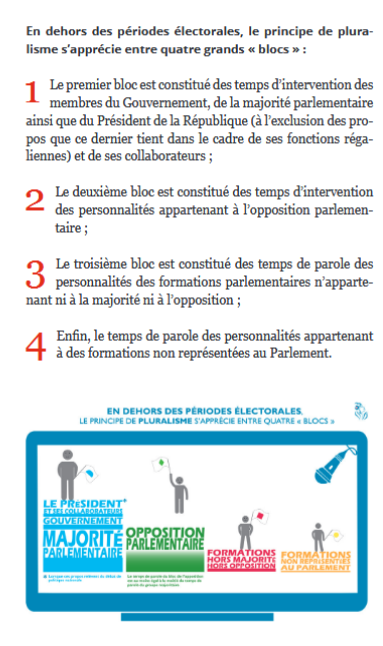 En dehors des périodes électorales, le principe de plura-
lisme s’apprécie entre quatre grands « blocs » :
1 Le premier bloc est constitué des temps d’intervention des
membres du Gouvernement, de la majorité parlementaire
ainsi que du Président de la République (à l’exclusion des pro-
pos que ce dernier tient dans le cadre de ses fonctions réga-
liennes) et de ses collaborateurs ;
2 Le deuxième bloc est constitué des temps d’intervention
des personnalités appartenant à l’opposition parlemen-
taire ;
3 Le troisième bloc est constitué des temps de parole des
personnalités des formations parlementaires n’apparte-
nant ni à la majorité ni à l’opposition ;
4 Enfin, le temps de parole des personnalités appartenant
à des formations non représentées au Parlement.
EN DEHORS DES PÉRIODES ÉLECTORALES,
LE PRINCIPE DE PLURALISME S’APPRÉCIE ENTRE QUATRE « BLOCS »
LE PRÉSIDENT*
ET SES COLLABORATEURS
GOUVERNEMENT
MAJORITÉ
PARLEMENTAIRE
OPPOSITION
PARLEMENTAIRE
FORMATIONS
HORS MAJORITÉ
HORS OPPOSITION
FORMATIONS
NON REPRÉSENTÉES
AU PARLEMENT